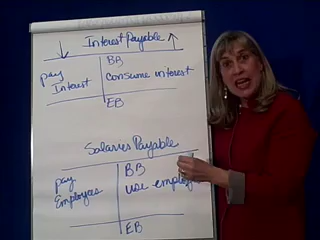 ↓ Interest Payable ↑
BB
pay Consume interest
Interest
EB
Salaries Payable
BB
pay use employ
Employees
EB